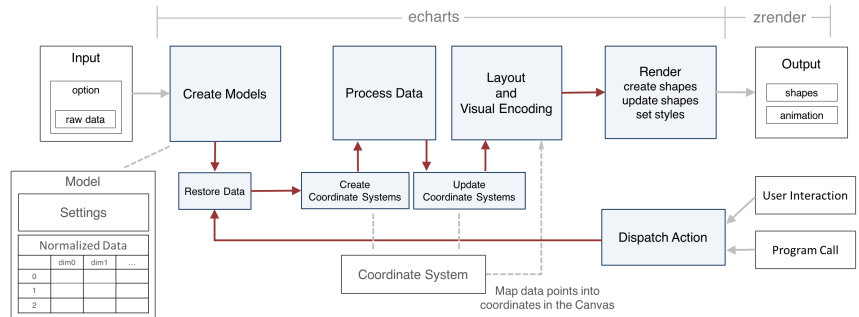 echarts
zrender
Input
option
raw data
Create Models
Process Data
Layout
and
Visual Encoding
Render
create shapes
update shapes
set styles
Output
shapes
animation
Model
Settings
Normalized Data
dim0 dim1 ...
0
1
2
Restore Data
Create
Coordinate Systems
Update
Coordinate Systems
Dispatch Action
User Interaction
Program Call
Coordinate System
Map data points into
coordinates in the Canvas